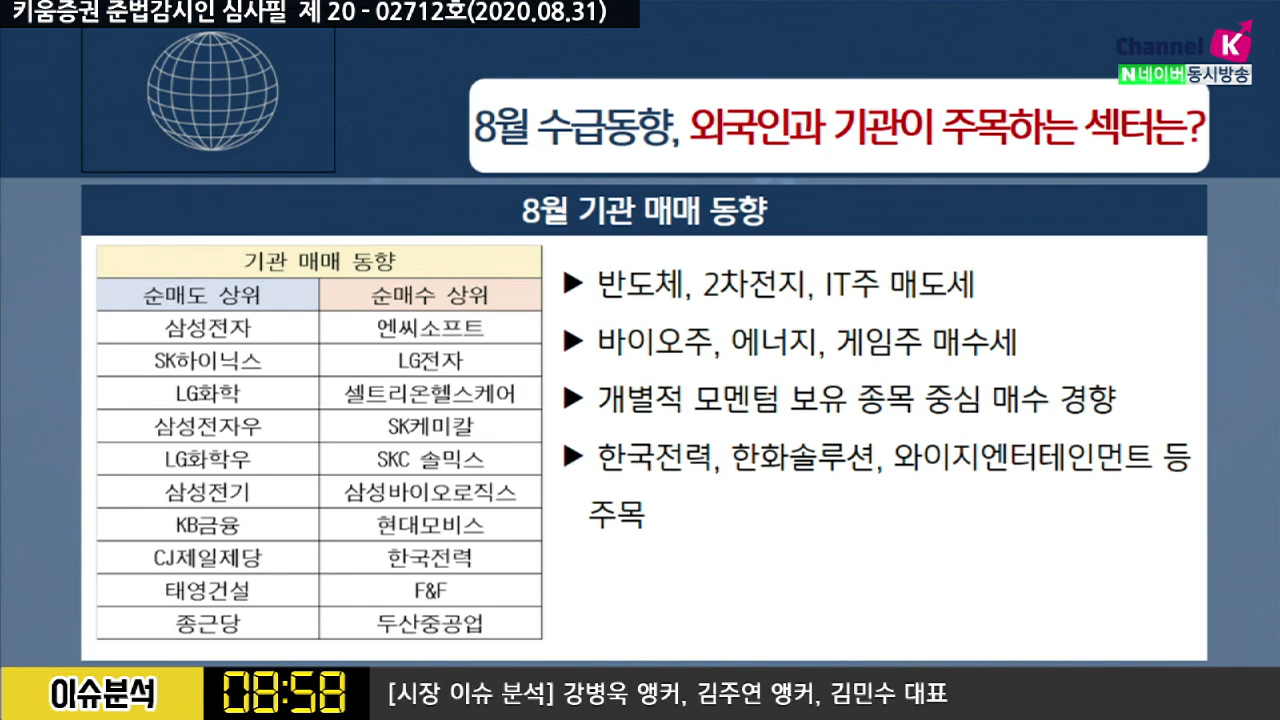 키움증권 준법감시인 심사필 제 20 - 02712호(2020.08.31)
Channel K
N네이버동시방송
8월 수급동향, 외국인과 기관이 주목하는 섹터는?
8월 기관 매매 동향
기관 매매 동향
순매도 상위 순매수 상위
삼성전자 엔씨소프트
SK하이닉스 LG전자
LG화학 셀트리온헬스케어
삼성전자우 SK케미칼
LG화학우 SKC 솔믹스
삼성전기 삼성바이오로직스
KB금융 현대모비스
CJ제일제당 한국전력
태영건설 F&F
종근당 두산중공업
▶ 반도체, 2차전지, IT주 매도세
▶ 바이오주, 에너지, 게임주 매수세
▶ 개별적 모멘텀 보유 종목 중심 매수 경향
▶ 한국전력, 한화솔루션, 와이지엔터테인먼트 등
주목
이슈분석 08:58 [시장 이슈 분석] 강병욱 앵커, 김주연 앵커, 김민수 대표